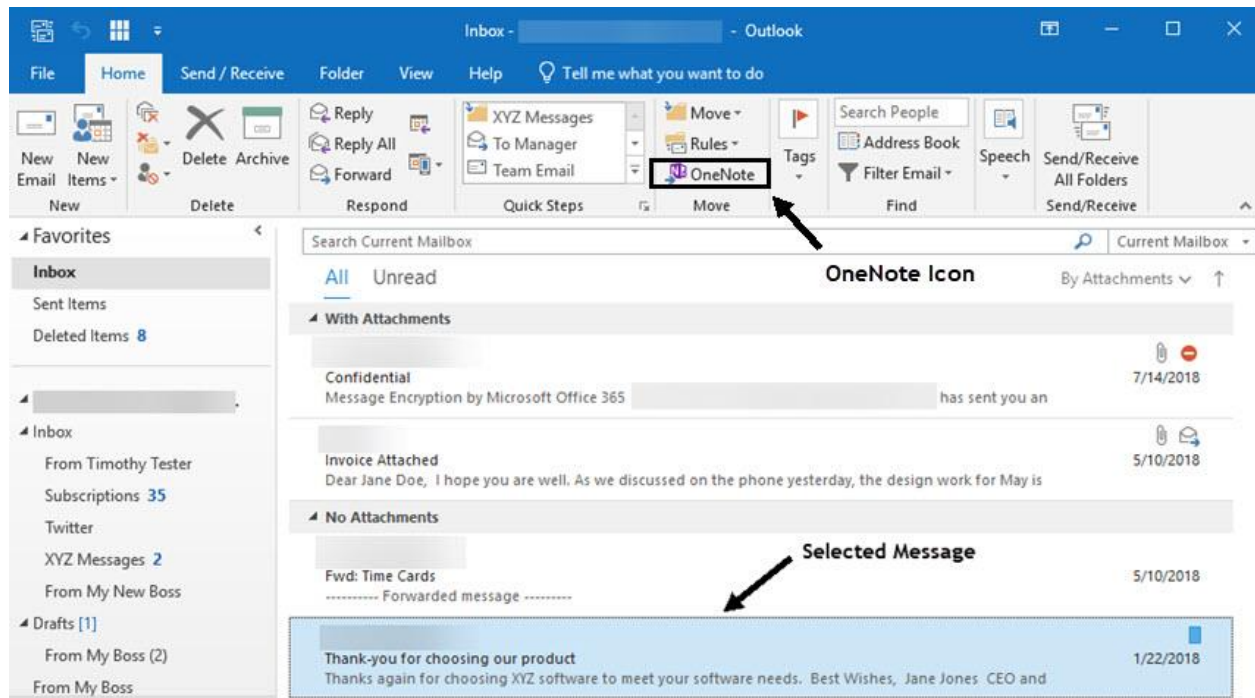 Inbox - - Outlook
File Home Send / Receive Folder View Help Tell me what you want to do
New Email
New Items
Delete Archive
Reply
Reply All
Forward
XYZ Messages
To Manager
Team Email
Move
Rules
OneNote
Tags
Search People
Address Book
Filter Email
Speech
Send/Receive
All Folders
New Delete Respond Quick Steps Move Find Send/Receive
Favorites
Inbox
Sent Items
Deleted Items 8
Inbox
From Timothy Tester
Subscriptions 35
Twitter
XYZ Messages 2
From My New Boss
Drafts [1]
From My Boss (2)
From My Boss
Search Current Mailbox Current Mailbox
All Unread By Attachments
OneNote Icon
With Attachments
Confidential 7/14/2018
Message Encryption by Microsoft Office 365 has sent you an
Invoice Attached 5/10/2018
Dear Jane Doe, I hope you are well. As we discussed on the phone yesterday, the design work for May is
No Attachments
Selected Message
Fwd: Time Cards 5/10/2018
---------- Forwarded message ---------
Thank-you for choosing our product 1/22/2018
Thanks again for choosing XYZ software to meet your software needs. Best Wishes, Jane Jones CEO and